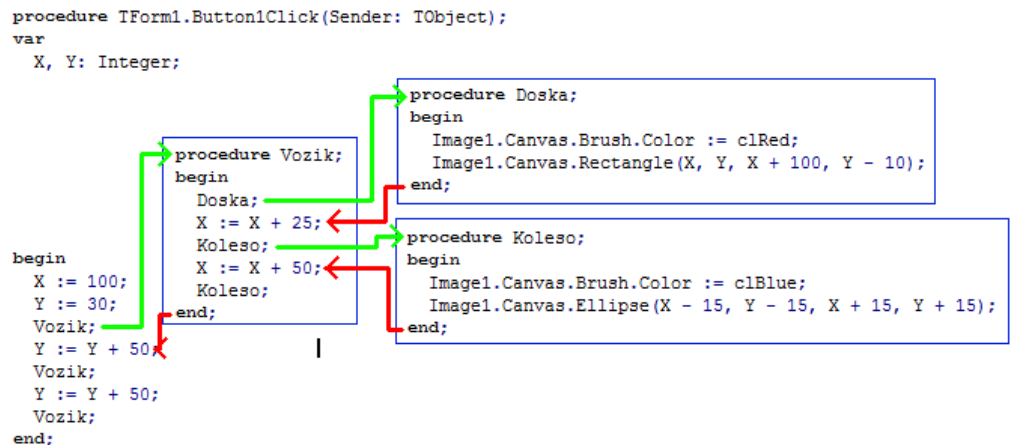 procedure TForm1.Button1Click(Sender: TObject);
var
  X, Y: Integer;
procedure Doska;
begin
  Image1.Canvas.Brush.Color := clRed;
  Image1.Canvas.Rectangle(X, Y, X + 100, Y - 10);
end;
procedure Vozik;
begin
  Doska;
  X := X + 25;
  Koleso;
  X := X + 50;
  Koleso;
end;
procedure Koleso;
begin
  Image1.Canvas.Brush.Color := clBlue;
  Image1.Canvas.Ellipse(X - 15, Y - 15, X + 15, Y + 15);
end;
begin
  X := 100;
  Y := 30;
  Vozik;
  Y := Y + 50;
  Vozik;
  Y := Y + 50;
  Vozik;
end;